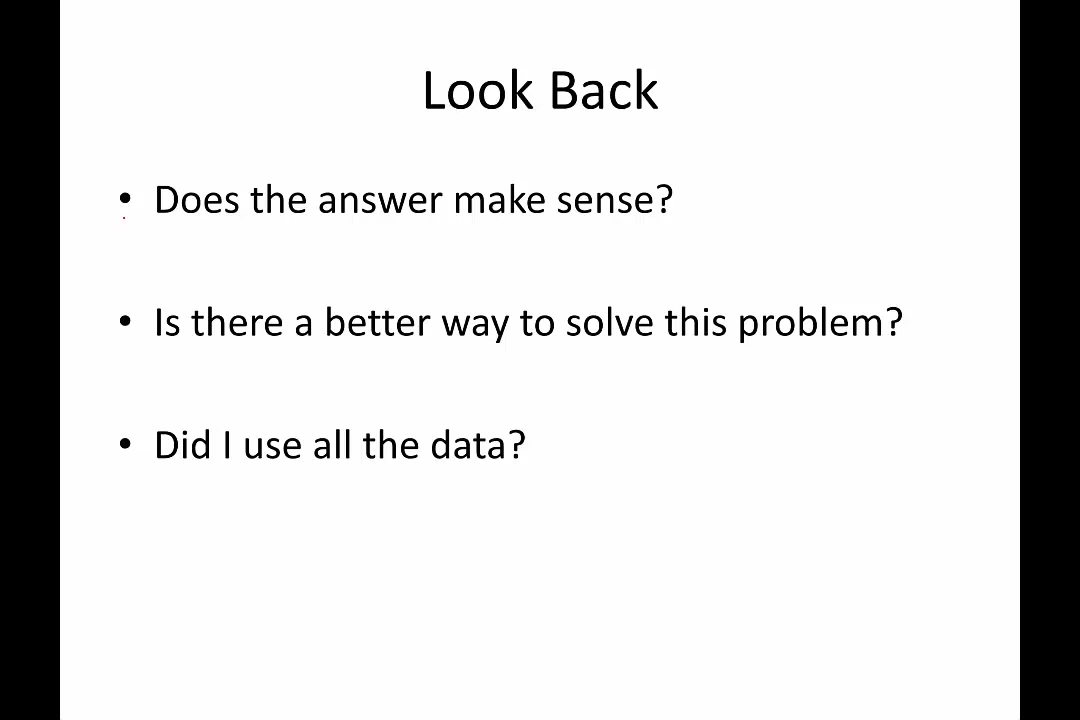 Look Back
• Does the answer make sense?
• Is there a better way to solve this problem?
• Did I use all the data?